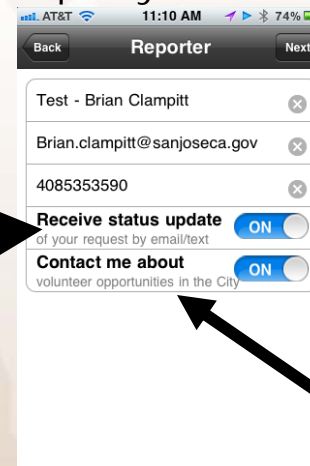 AT&T 11:10 AM 74%
Back Reporter Next
Test - Brian Clampitt
Brian.clampitt@sanjoseca.gov
4085353590
Receive status update ON
of your request by email/text
Contact me about ON
volunteer opportunities in the City